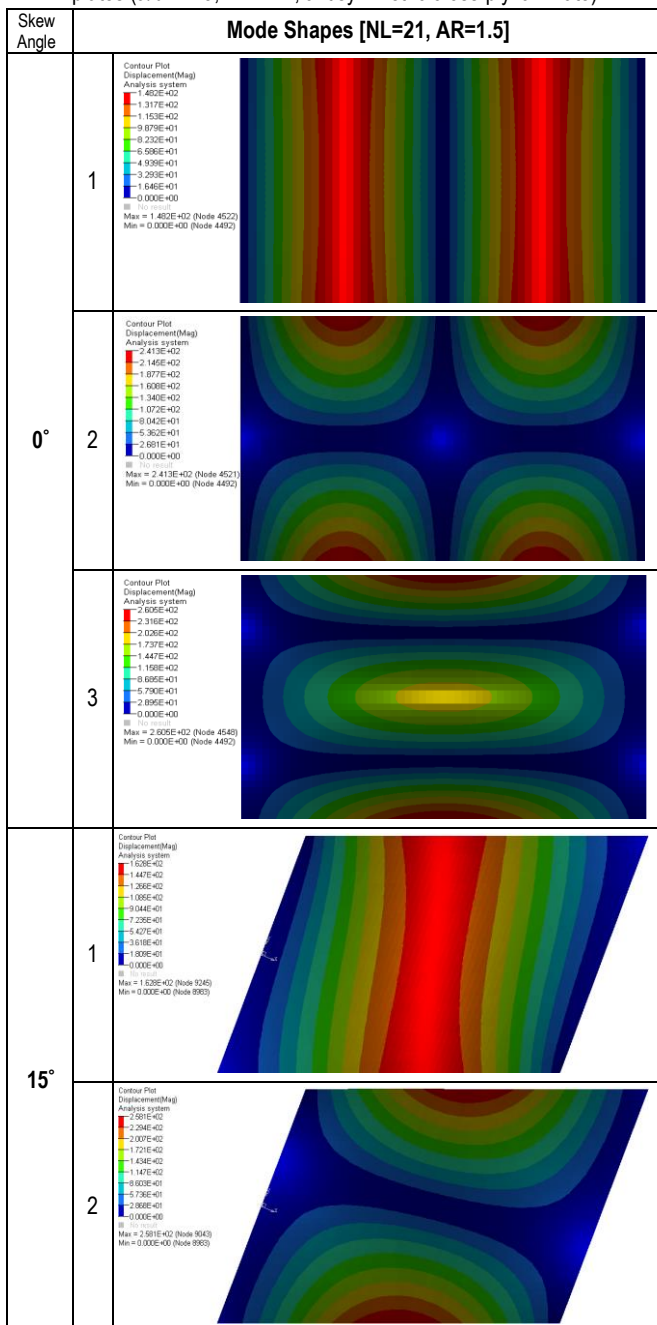 Skew Angle
Mode Shapes [NL=21, AR=1.5]
0°
1
Contour Plot
Displacement(Mag)
Analysis system
1.482E+02
1.317E+02
1.153E+02
9.879E+01
8.232E+01
6.586E+01
4.939E+01
3.293E+01
1.646E+01
0.000E+00
No result
Max = 1.482E+02 (Node 4522)
Min = 0.000E+00 (Node 4492)
2
Contour Plot
Displacement(Mag)
Analysis system
2.413E+02
2.145E+02
1.877E+02
1.608E+02
1.340E+02
1.072E+02
8.042E+01
5.362E+01
2.681E+01
0.000E+00
No result
Max = 2.413E+02 (Node 4521)
Min = 0.000E+00 (Node 4492)
3
Contour Plot
Displacement(Mag)
Analysis system
2.605E+02
2.316E+02
2.026E+02
1.737E+02
1.447E+02
1.158E+02
8.685E+01
5.790E+01
2.895E+01
0.000E+00
No result
Max = 2.605E+02 (Node 4548)
Min = 0.000E+00 (Node 4492)
15°
1
Contour Plot
Displacement(Mag)
Analysis system
1.628E+02
1.447E+02
1.266E+02
1.085E+02
9.044E+01
7.235E+01
5.427E+01
3.618E+01
1.809E+01
0.000E+00
No result
Max = 1.628E+02 (Node 9245)
Min = 0.000E+00 (Node 8983)
2
Contour Plot
Displacement(Mag)
Analysis system
2.581E+02
2.294E+02
2.007E+02
1.721E+02
1.434E+02
1.147E+02
8.603E+01
5.736E+01
2.868E+01
0.000E+00
No result
Max = 2.581E+02 (Node 9043)
Min = 0.000E+00 (Node 8983)